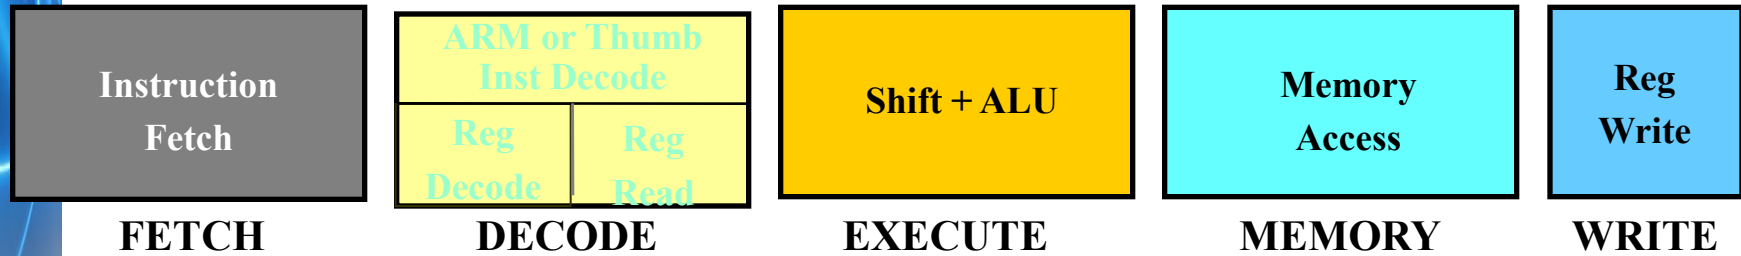 Instruction
Fetch
ARM or Thumb
Inst Decode
Reg
Decode
Reg
Read
Shift + ALU
Memory
Access
Reg
Write
FETCH
DECODE
EXECUTE
MEMORY
WRITE